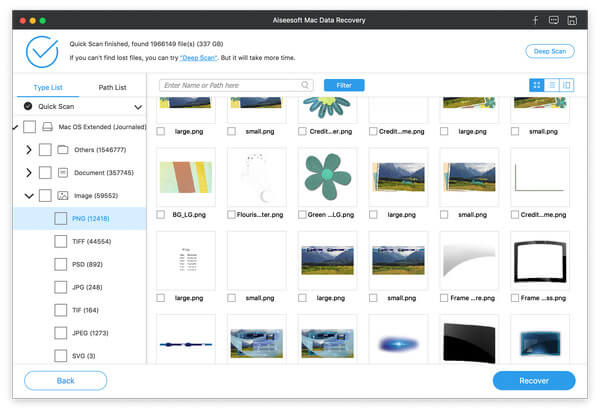 Aiseesoft Mac Data Recovery
Quick Scan finished, found 1966149 file(s) (337 GB)
If you can't find lost files, you can try "Deep Scan". But it will take more time.
Deep Scan
Type List
Path List
Enter Name or Path here
Filter
Quick Scan
Mac OS Extended (Journaled)
Others (1546777)
Document (357745)
Image (59552)
PNG (12418)
TIFF (44554)
PSD (892)
JPG (248)
TIF (164)
JPEG (1273)
SVG (3)
large.png
small.png
Credit...er.png
Credit...me.png
large.png
small.png
BG_LG.png
Flouris...ter.png
Green ...LG.png
large.png
small.png
Credit...me.png
large.png
small.png
large.png
small.png
Frame ...re.png
Frame ...ss.png
Back
Recover